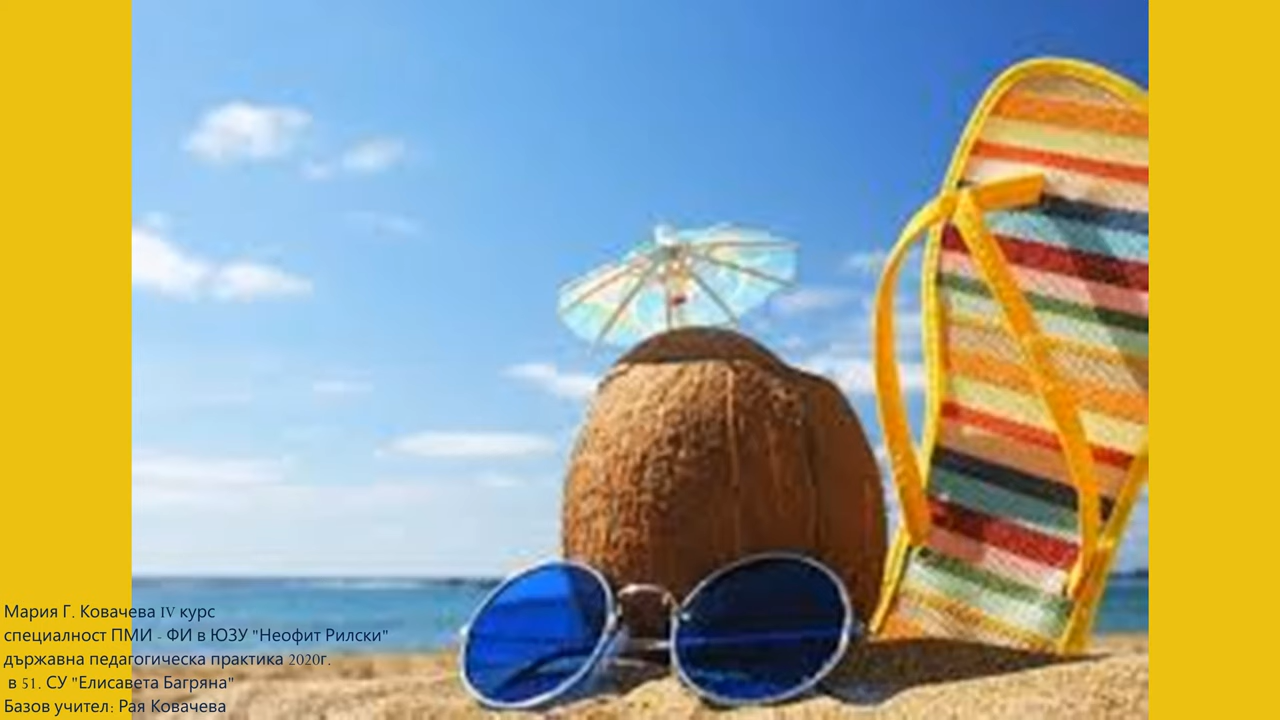 Мария Г. Ковачева IV курс
специалност ПМИ - ФИ в ЮЗУ "Неофит Рилски"
държавна педагогическа практика 2020г.
в 51. СУ "Елисавета Багряна"
Базов учител: Рая Ковачева